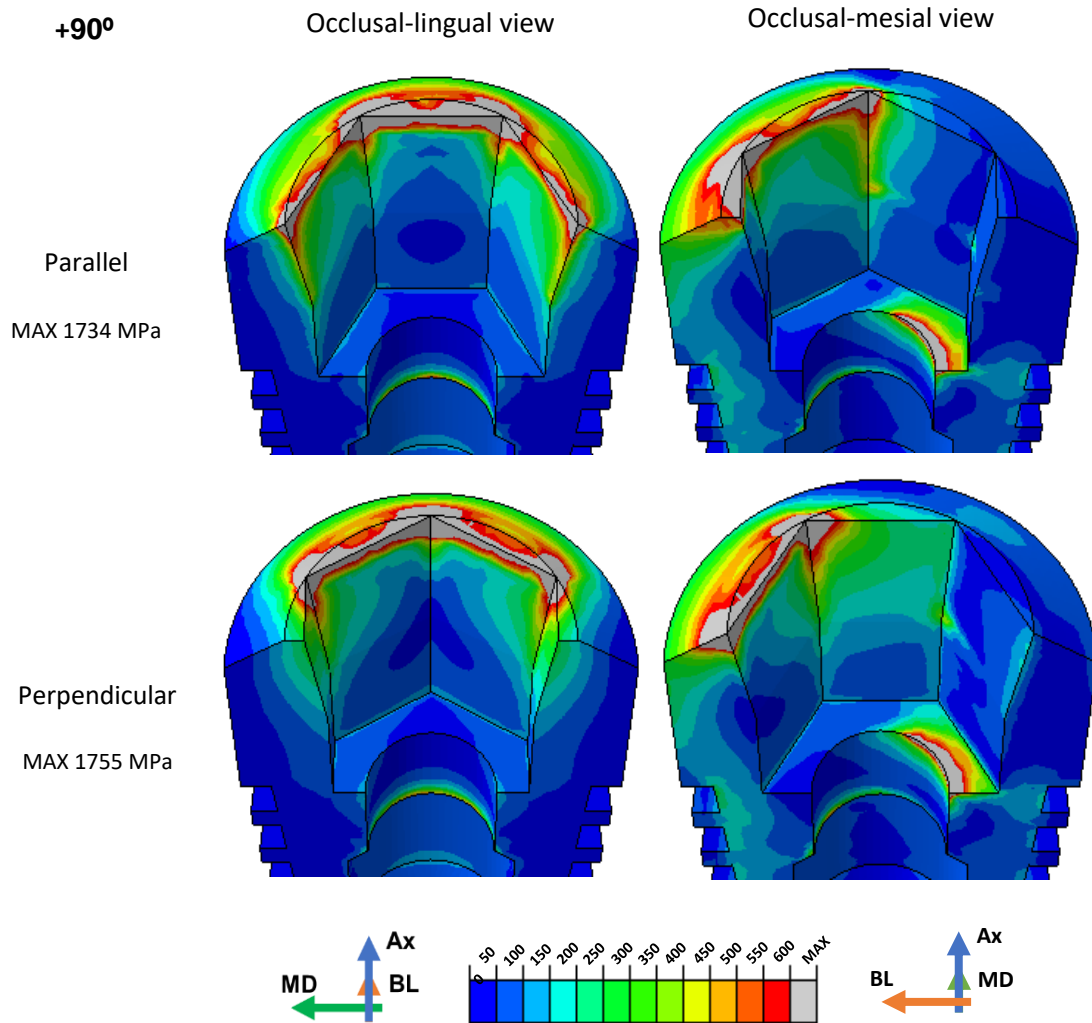 +90º
Occlusal-lingual view
Occlusal-mesial view
Parallel
MAX 1734 MPa
Perpendicular
MAX 1755 MPa
Ax
MD
BL
0 50 100 150 200 250 300 350 400 450 500 550 600 MAX
Ax
BL
MD